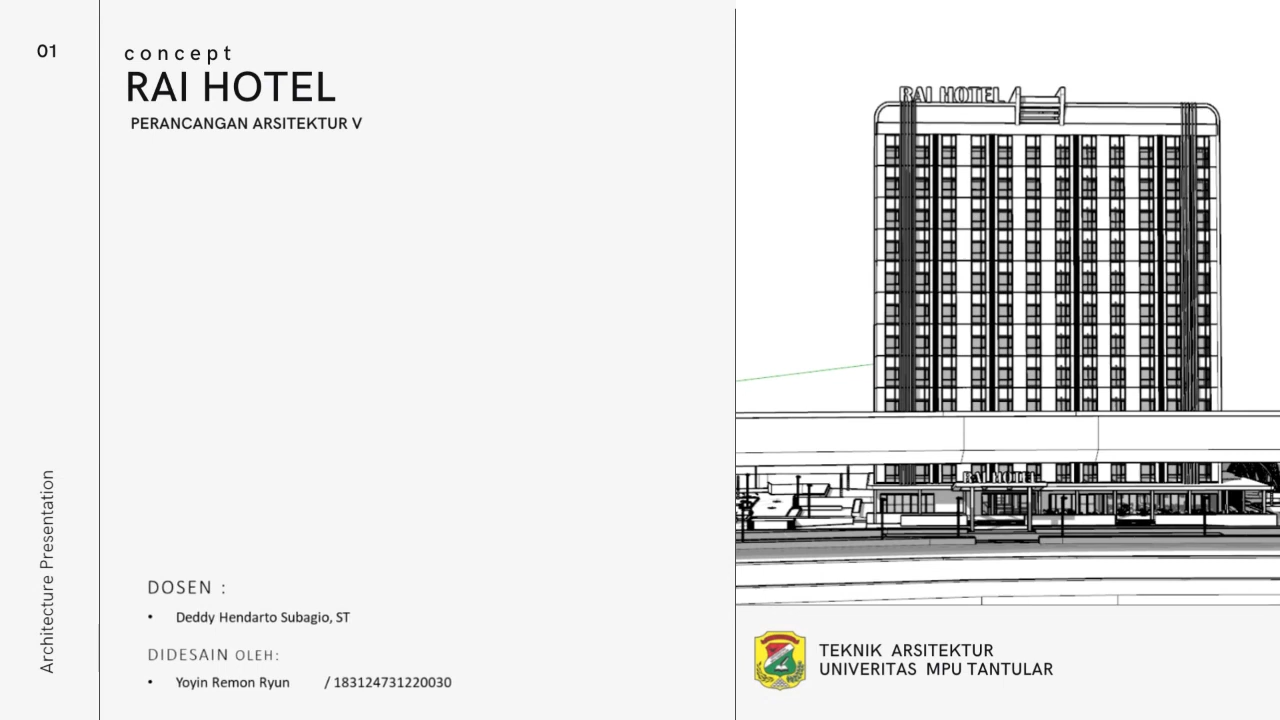 01
concept
RAI HOTEL
PERANCANGAN ARSITEKTUR V
Architecture Presentation
DOSEN :
• Deddy Hendarto Subagio, ST
DIDESAIN OLEH:
• Yoyin Remon Ryun / 183124731220030
RAI HOTEL
RAI HOTEL
TEKNIK ARSITEKTUR
UNIVERITAS MPU TANTULAR